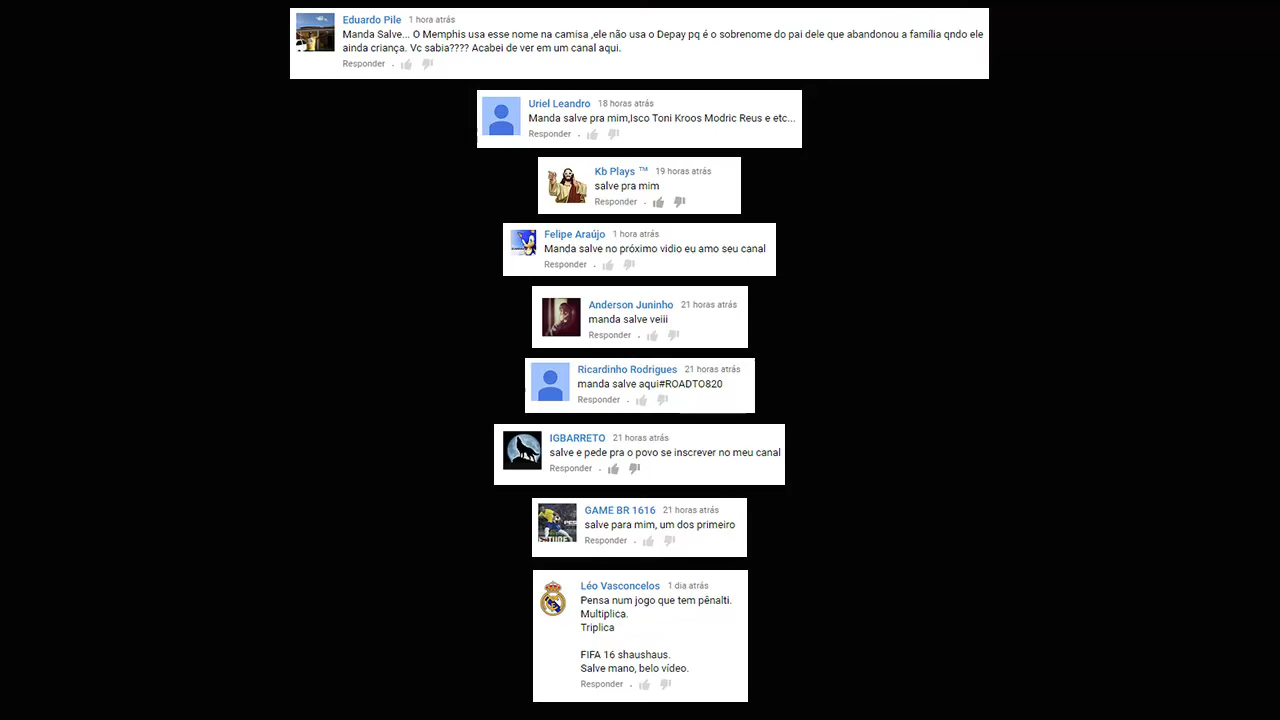 Eduardo Pile 1 hora atrás
Manda Salve... O Memphis usa esse nome na camisa ,ele não usa o Depay pq é o sobrenome do pai dele que abandonou a família qndo ele
ainda criança. Vc sabia???? Acabei de ver em um canal aqui.
Responder
Uriel Leandro 18 horas atrás
Manda salve pra mim,Isco Toni Kroos Modric Reus e etc...
Responder
Kb Plays ™ 19 horas atrás
salve pra mim
Responder
Felipe Araújo 1 hora atrás
Manda salve no próximo vidio eu amo seu canal
Responder
Anderson Juninho 21 horas atrás
manda salve veiii
Responder
Ricardinho Rodrigues 21 horas atrás
manda salve aqui#ROADTO820
Responder
IGBARRETO 21 horas atrás
salve e pede pra o povo se inscrever no meu canal
Responder
GAME BR 1616 21 horas atrás
salve para mim, um dos primeiro
Responder
Léo Vasconcelos 1 dia atrás
Pensa num jogo que tem pênalti.
Multiplica.
Triplica
FIFA 16 shaushaus.
Salve mano, belo vídeo.
Responder